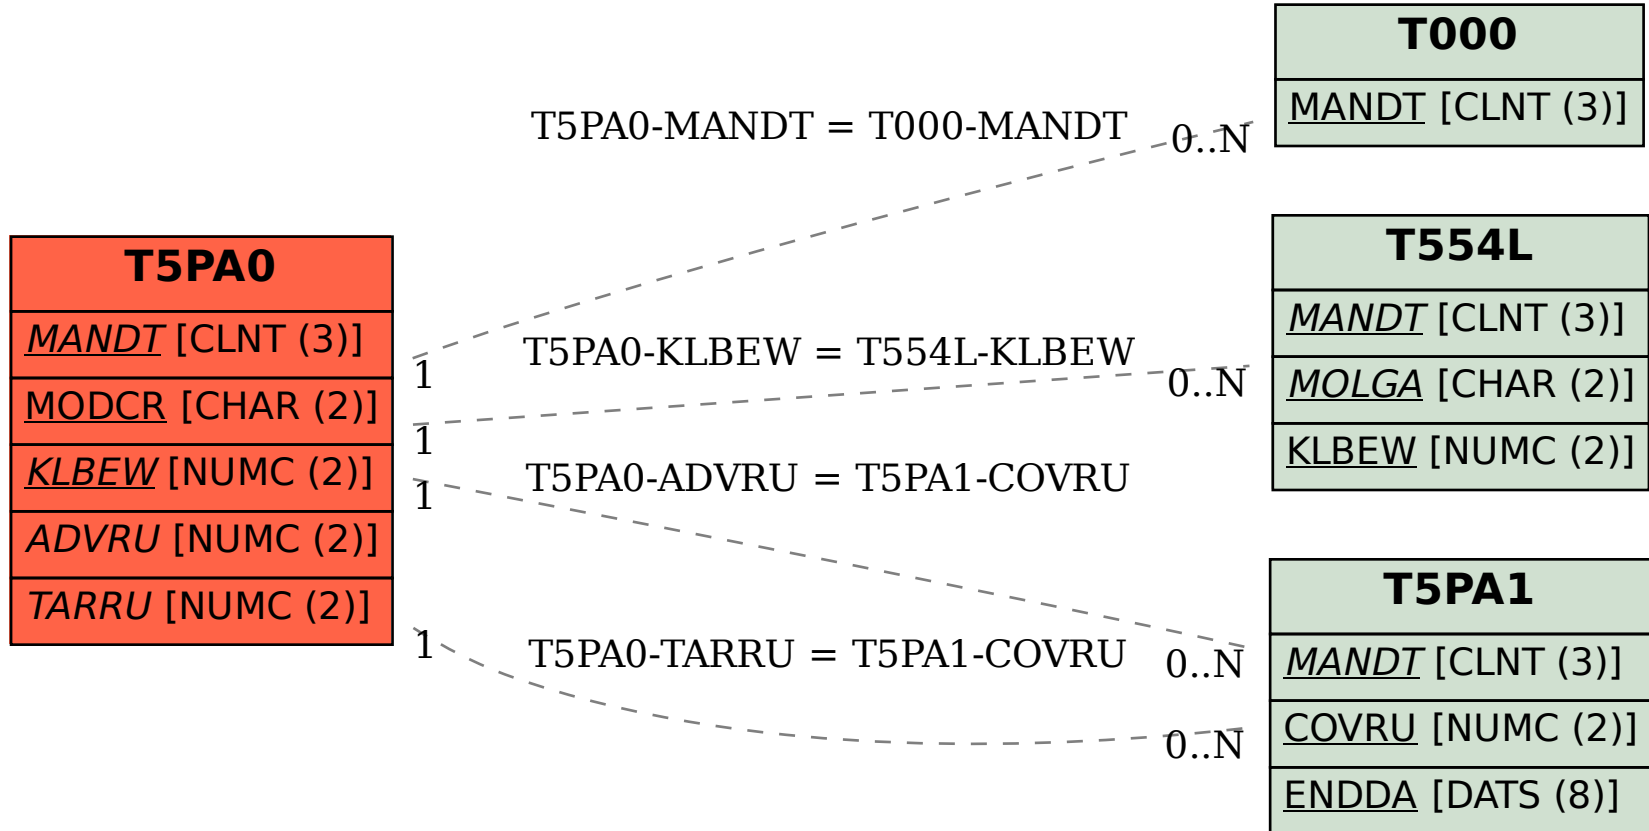 T000
MANDT [CLNT (3)]
T5PA0-MANDT = T000-MANDT
0..N
T5PA0
MANDT [CLNT (3)]
MODCR [CHAR (2)]
KLBEW [NUMC (2)]
ADVRU [NUMC (2)]
TARRU [NUMC (2)]
1
T5PA0-KLBEW = T554L-KLBEW
0..N
1
T554L
MANDT [CLNT (3)]
MOLGA [CHAR (2)]
KLBEW [NUMC (2)]
T5PA0-ADVRU = T5PA1-COVRU
1
0..N
T5PA0-TARRU = T5PA1-COVRU
1
0..N
T5PA1
MANDT [CLNT (3)]
COVRU [NUMC (2)]
ENDDA [DATS (8)]